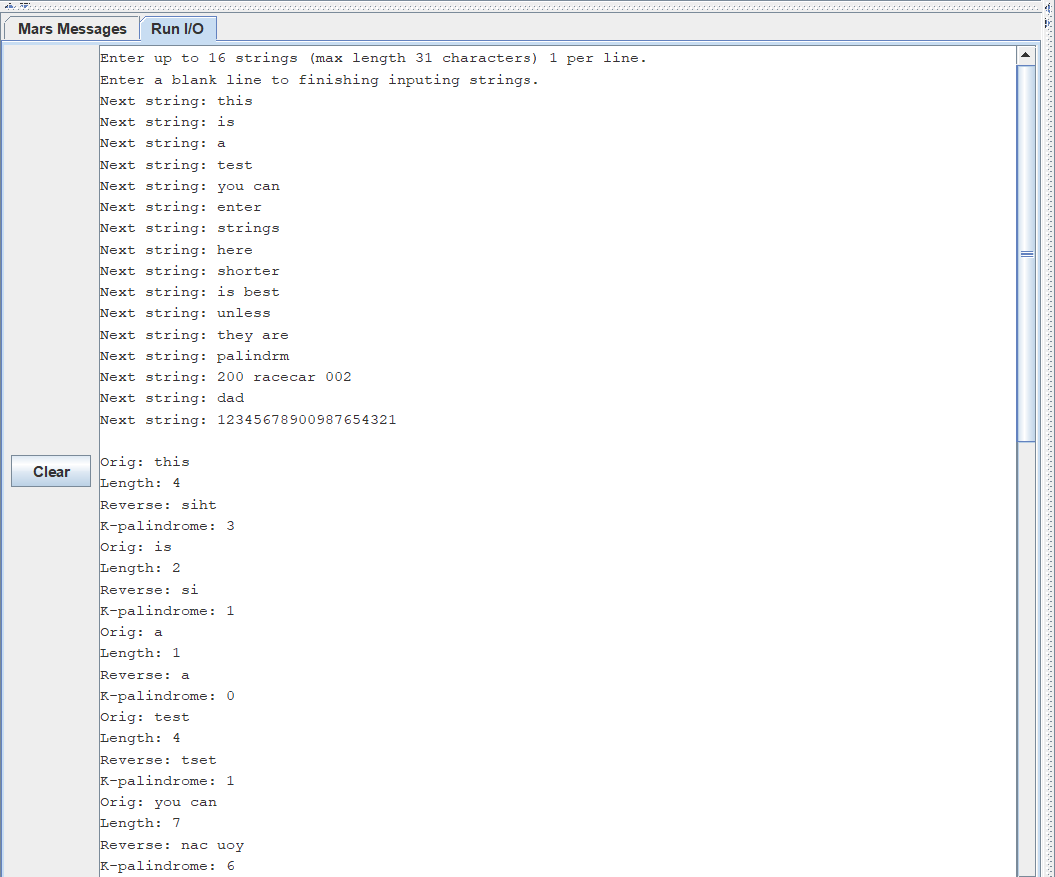 Mars Messages Run I/O
Enter up to 16 strings (max length 31 characters) 1 per line.
Enter a blank line to finishing inputing strings.
Next string: this
Next string: is
Next string: a
Next string: test
Next string: you can
Next string: enter
Next string: strings
Next string: here
Next string: shorter
Next string: is best
Next string: unless
Next string: they are
Next string: palindrm
Next string: 200 racecar 002
Next string: dad
Next string: 12345678900987654321
Clear
Orig: this
Length: 4
Reverse: siht
K-palindrome: 3
Orig: is
Length: 2
Reverse: si
K-palindrome: 1
Orig: a
Length: 1
Reverse: a
K-palindrome: 0
Orig: test
Length: 4
Reverse: tset
K-palindrome: 1
Orig: you can
Length: 7
Reverse: nac uoy
K-palindrome: 6